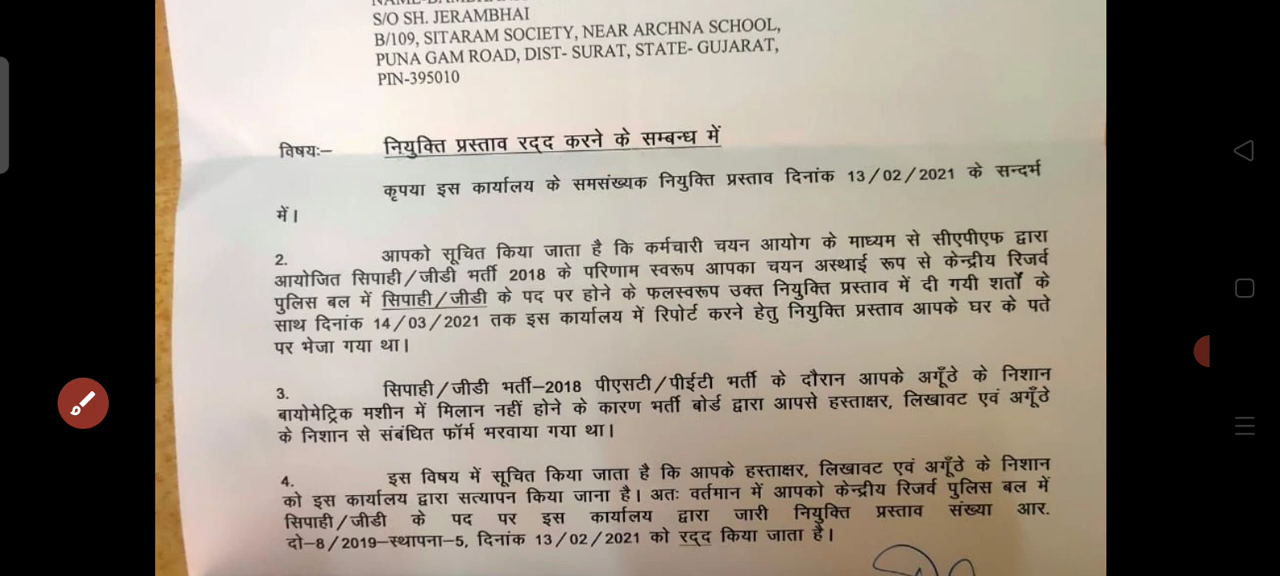 S/O SH. JERAMBHAI
B/109, SITARAM SOCIETY, NEAR ARCHNA SCHOOL,
PUNA GAM ROAD, DIST- SURAT, STATE- GUJARAT,
PIN-395010
विषयः– नियुक्ति प्रस्ताव रद्द करने के सम्बन्ध में
कृपया इस कार्यालय के समसंख्यक नियुक्ति प्रस्ताव दिनांक 13/02/2021 के सन्दर्भ
में।
2. आपको सूचित किया जाता है कि कर्मचारी चयन आयोग के माध्यम से सीएपीएफ द्वारा
आयोजित सिपाही/जीडी भर्ती 2018 के परिणाम स्वरूप आपका चयन अस्थाई रूप से केन्द्रीय रिजर्व
पुलिस बल में सिपाही/जीडी के पद पर होने के फलस्वरूप उक्त नियुक्ति प्रस्ताव में दी गयी शर्तों के
साथ दिनांक 14/03/2021 तक इस कार्यालय में रिपोर्ट करने हेतु नियुक्ति प्रस्ताव आपके घर के पते
पर भेजा गया था।
3. सिपाही/जीडी भर्ती–2018 पीएसटी/पीईटी भर्ती के दौरान आपके अगूँठे के निशान
बायोमेट्रिक मशीन में मिलान नहीं होने के कारण भर्ती बोर्ड द्वारा आपसे हस्ताक्षर, लिखावट एवं अगूँठे
के निशान से संबंधित फॉर्म भरवाया गया था।
4. इस विषय में सूचित किया जाता है कि आपके हस्ताक्षर, लिखावट एवं अगूँठे के निशान
को इस कार्यालय द्वारा सत्यापन किया जाना है। अतः वर्तमान में आपको केन्द्रीय रिजर्व पुलिस बल में
सिपाही/जीडी के पद पर इस कार्यालय द्वारा जारी नियुक्ति प्रस्ताव संख्या आर.
दो–8/2019–स्थापना–5, दिनांक 13/02/2021 को रद्द किया जाता है।